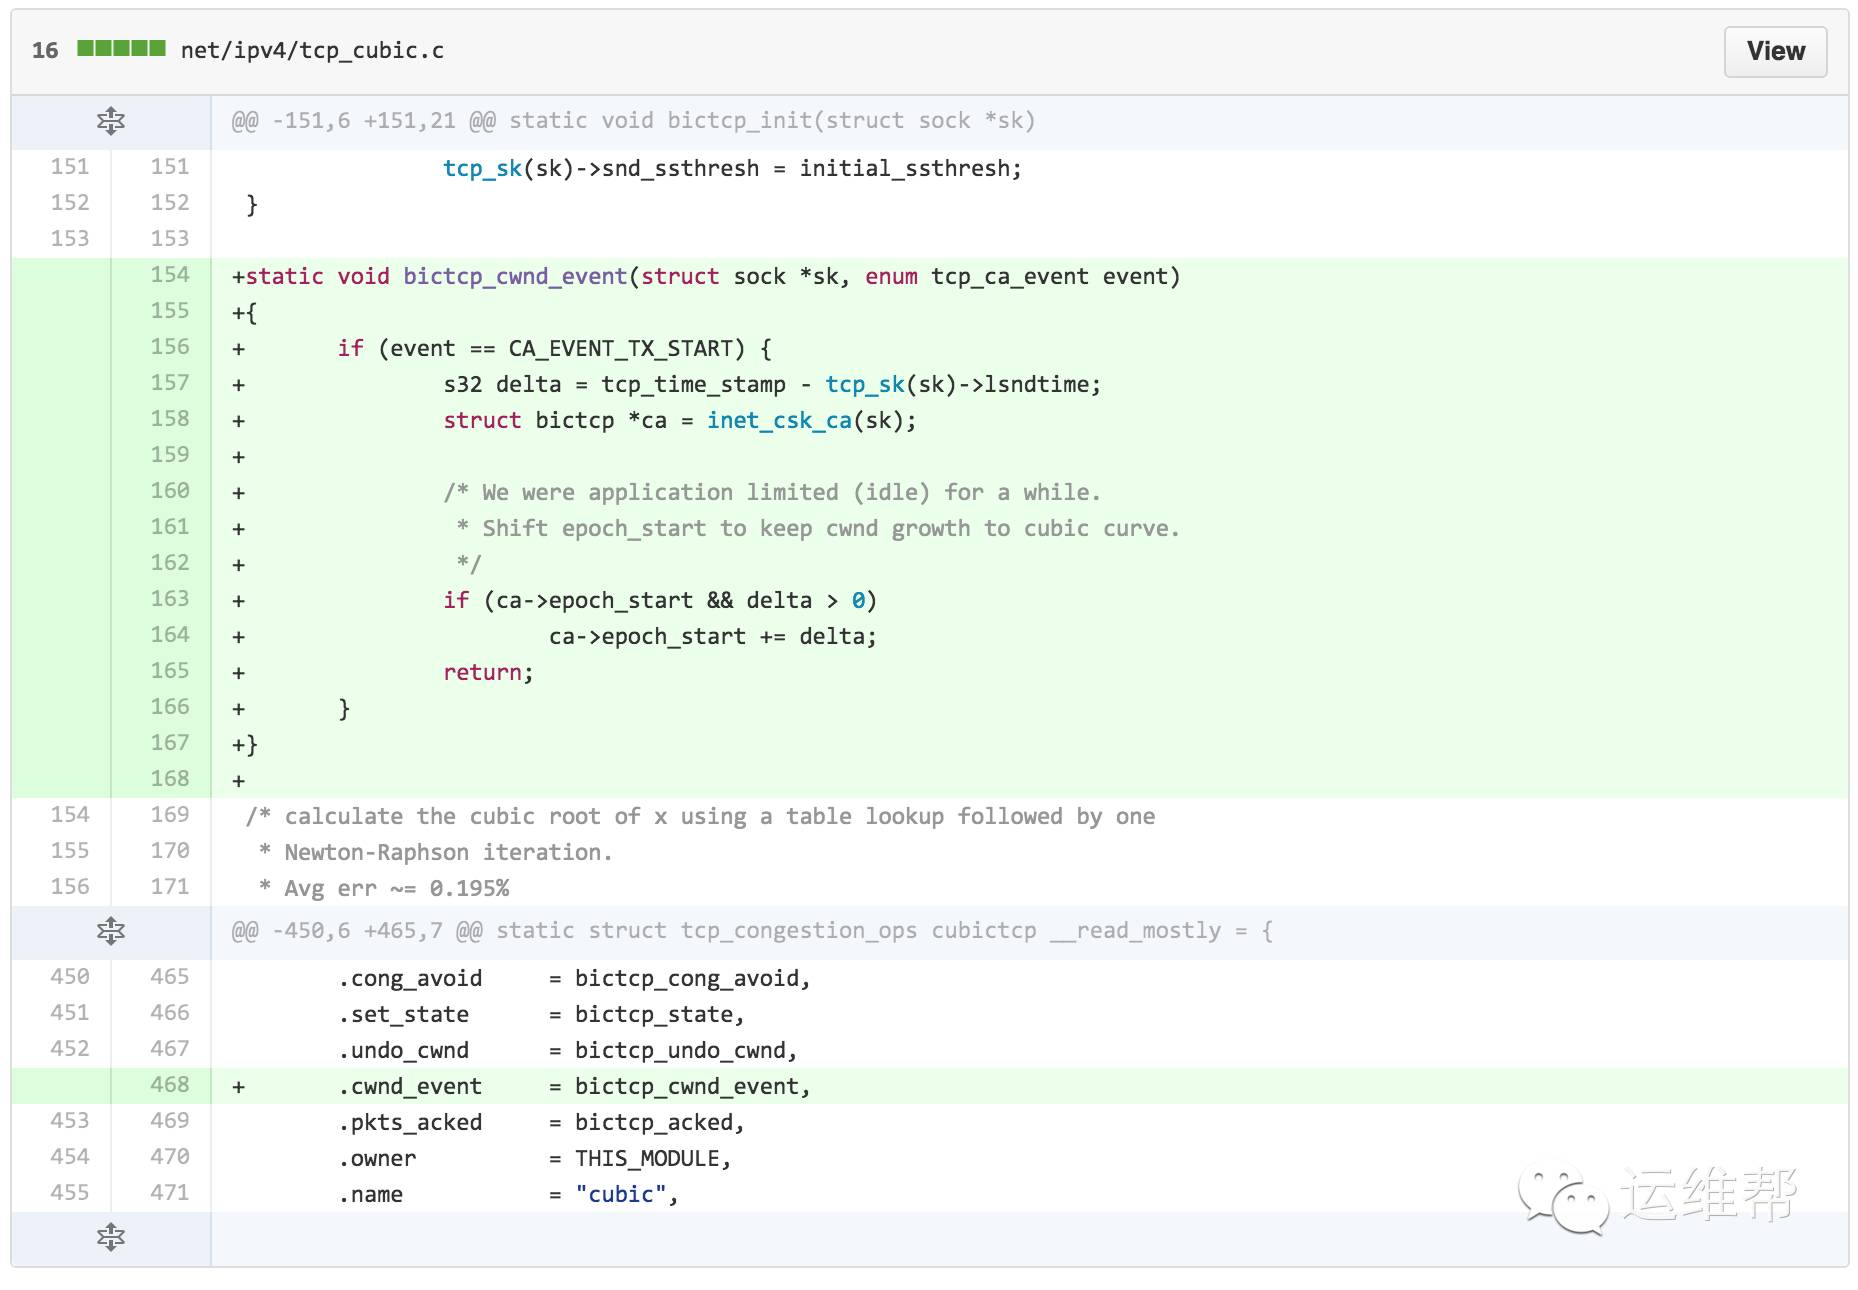 16 net/ipv4/tcp_cubic.c View
@@ -151,6 +151,21 @@ static void bictcp_init(struct sock *sk)
151 151 tcp_sk(sk)->snd_ssthresh = initial_ssthresh;
152 152 }
153 153
154 +static void bictcp_cwnd_event(struct sock *sk, enum tcp_ca_event event)
155 +{
156 + if (event == CA_EVENT_TX_START) {
157 + s32 delta = tcp_time_stamp - tcp_sk(sk)->lsndtime;
158 + struct bictcp *ca = inet_csk_ca(sk);
159 +
160 + /* We were application limited (idle) for a while.
161 + * Shift epoch_start to keep cwnd growth to cubic curve.
162 + */
163 + if (ca->epoch_start && delta > 0)
164 + ca->epoch_start += delta;
165 + return;
166 + }
167 +}
168 +
154 169 /* calculate the cubic root of x using a table lookup followed by one
155 170 * Newton-Raphson iteration.
156 171 * Avg err ~= 0.195%
@@ -450,6 +465,7 @@ static struct tcp_congestion_ops cubictcp __read_mostly = {
450 465 .cong_avoid = bictcp_cong_avoid,
451 466 .set_state = bictcp_state,
452 467 .undo_cwnd = bictcp_undo_cwnd,
468 + .cwnd_event = bictcp_cwnd_event,
453 469 .pkts_acked = bictcp_acked,
454 470 .owner = THIS_MODULE,
455 471 .name = "cubic",
运维帮